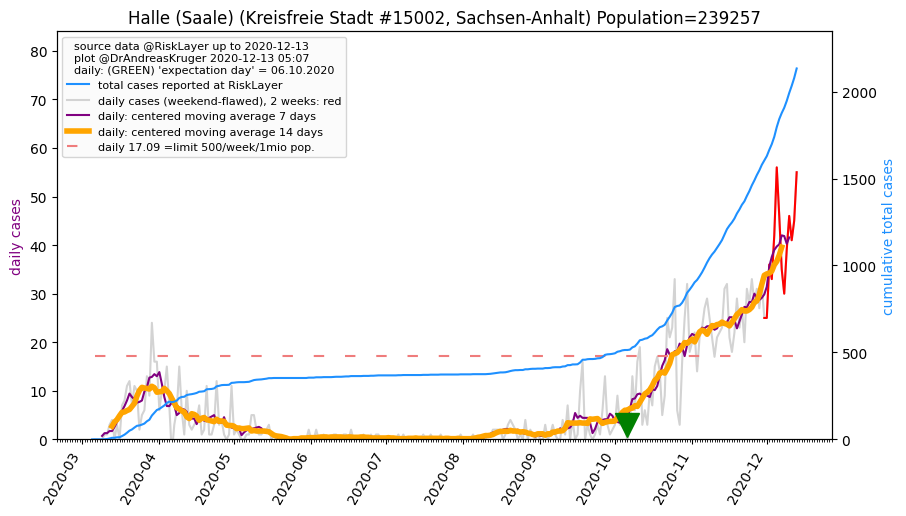 Halle (Saale) (Kreisfreie Stadt #15002, Sachsen-Anhalt) Population=239257
source data @RiskLayer up to 2020-12-13
plot @DrAndreasKruger 2020-12-13 05:07
daily: (GREEN) 'expectation day' = 06.10.2020
total cases reported at RiskLayer
daily cases (weekend-flawed), 2 weeks: red
daily: centered moving average 7 days
daily: centered moving average 14 days
daily 17.09 =limit 500/week/1mio pop.
daily cases
80
70
60
50
40
30
20
10
0
cumulative total cases
2000
1500
1000
500
0
2020-03
2020-04
2020-05
2020-06
2020-07
2020-08
2020-09
2020-10
2020-11
2020-12